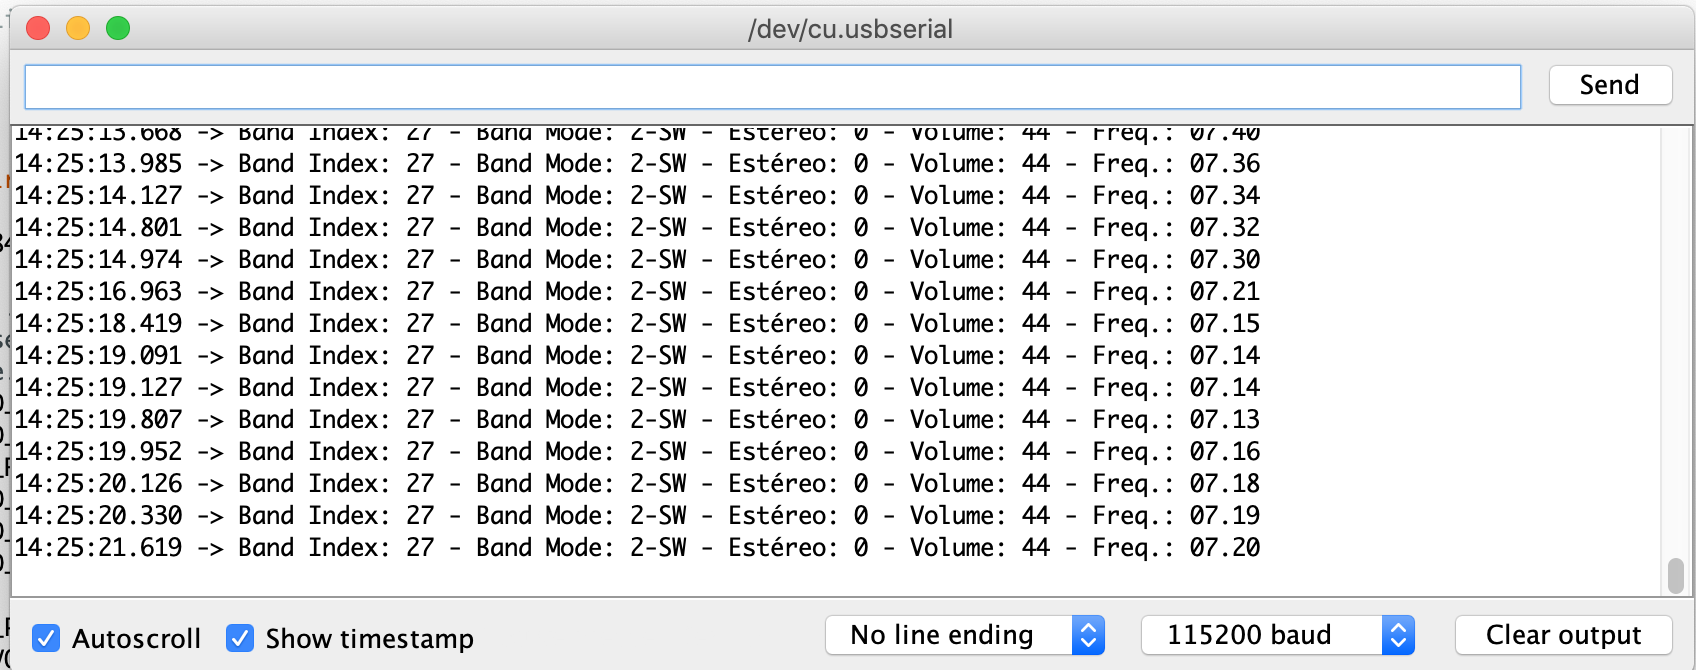 /dev/cu.usbserial
Send
14:25:13.668 -> Band Index: 27 - Band Mode: 2-SW - Estéreo: 0 - Volume: 44 - Freq.: 07.40
14:25:13.985 -> Band Index: 27 - Band Mode: 2-SW - Estéreo: 0 - Volume: 44 - Freq.: 07.36
14:25:14.127 -> Band Index: 27 - Band Mode: 2-SW - Estéreo: 0 - Volume: 44 - Freq.: 07.34
14:25:14.801 -> Band Index: 27 - Band Mode: 2-SW - Estéreo: 0 - Volume: 44 - Freq.: 07.32
14:25:14.974 -> Band Index: 27 - Band Mode: 2-SW - Estéreo: 0 - Volume: 44 - Freq.: 07.30
14:25:16.963 -> Band Index: 27 - Band Mode: 2-SW - Estéreo: 0 - Volume: 44 - Freq.: 07.21
14:25:18.419 -> Band Index: 27 - Band Mode: 2-SW - Estéreo: 0 - Volume: 44 - Freq.: 07.15
14:25:19.091 -> Band Index: 27 - Band Mode: 2-SW - Estéreo: 0 - Volume: 44 - Freq.: 07.14
14:25:19.127 -> Band Index: 27 - Band Mode: 2-SW - Estéreo: 0 - Volume: 44 - Freq.: 07.14
14:25:19.807 -> Band Index: 27 - Band Mode: 2-SW - Estéreo: 0 - Volume: 44 - Freq.: 07.13
14:25:19.952 -> Band Index: 27 - Band Mode: 2-SW - Estéreo: 0 - Volume: 44 - Freq.: 07.16
14:25:20.126 -> Band Index: 27 - Band Mode: 2-SW - Estéreo: 0 - Volume: 44 - Freq.: 07.18
14:25:20.330 -> Band Index: 27 - Band Mode: 2-SW - Estéreo: 0 - Volume: 44 - Freq.: 07.19
14:25:21.619 -> Band Index: 27 - Band Mode: 2-SW - Estéreo: 0 - Volume: 44 - Freq.: 07.20
Autoscroll Show timestamp No line ending 115200 baud Clear output